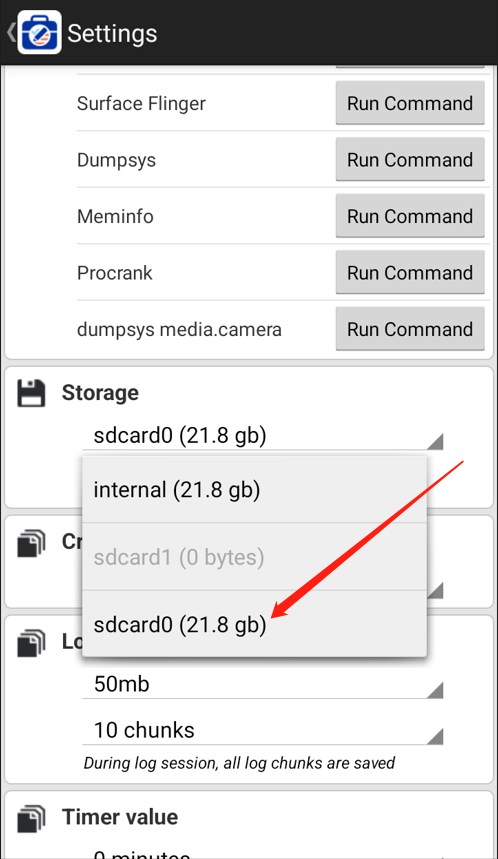 Settings
Surface Flinger Run Command
Dumpsys Run Command
Meminfo Run Command
Procrank Run Command
dumpsys media.camera Run Command
Storage
sdcard0 (21.8 gb)
internal (21.8 gb)
sdcard1 (0 bytes)
sdcard0 (21.8 gb)
50mb
10 chunks
During log session, all log chunks are saved
Timer value
0 minutes